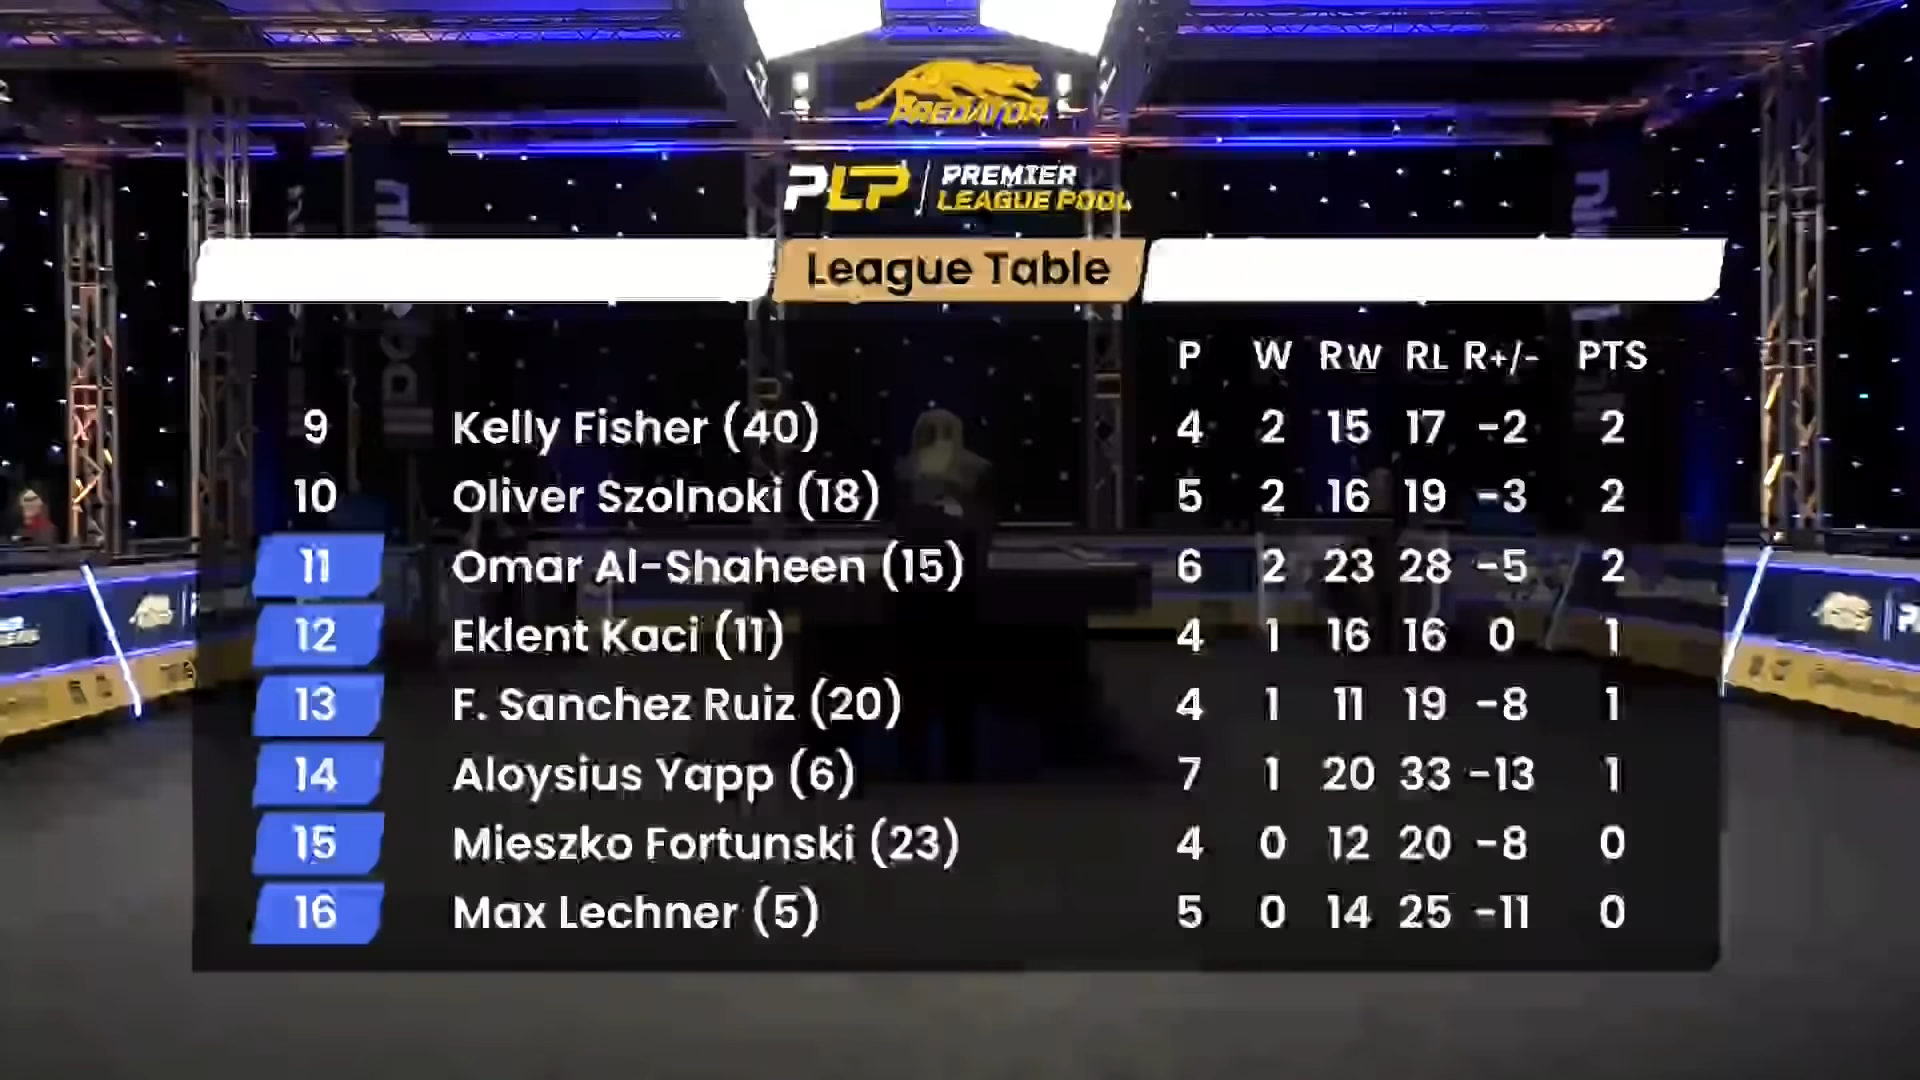 PREDATOR
PLP PREMIER
LEAGUE POOL
League Table
P W RW RL R+/- PTS
9 Kelly Fisher (40) 4 2 15 17 -2 2
10 Oliver Szolnoki (18) 5 2 16 19 -3 2
11 Omar Al-Shaheen (15) 6 2 23 28 -5 2
12 Eklent Kaci (11) 4 1 16 16 0 1
13 F. Sanchez Ruiz (20) 4 1 11 19 -8 1
14 Aloysius Yapp (6) 7 1 20 33 -13 1
15 Mieszko Fortunski (23) 4 0 12 20 -8 0
16 Max Lechner (5) 5 0 14 25 -11 0